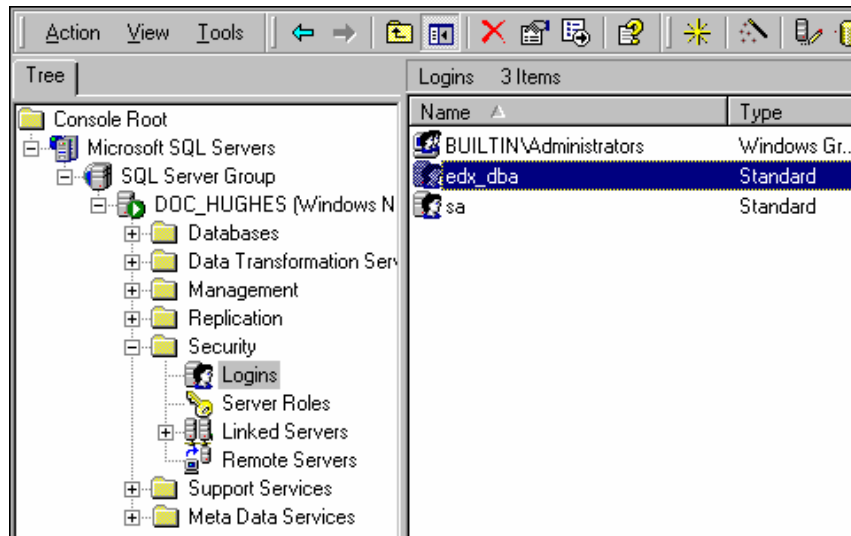 Action View Tools
Tree
Logins 3 Items
Console Root
Microsoft SQL Servers
SQL Server Group
DOC_HUGHES (Windows N
Databases
Data Transformation Serv
Management
Replication
Security
Logins
Server Roles
Linked Servers
Remote Servers
Support Services
Meta Data Services
Name Type
BUILTIN\Administrators Windows Gr...
edx_dba Standard
sa Standard